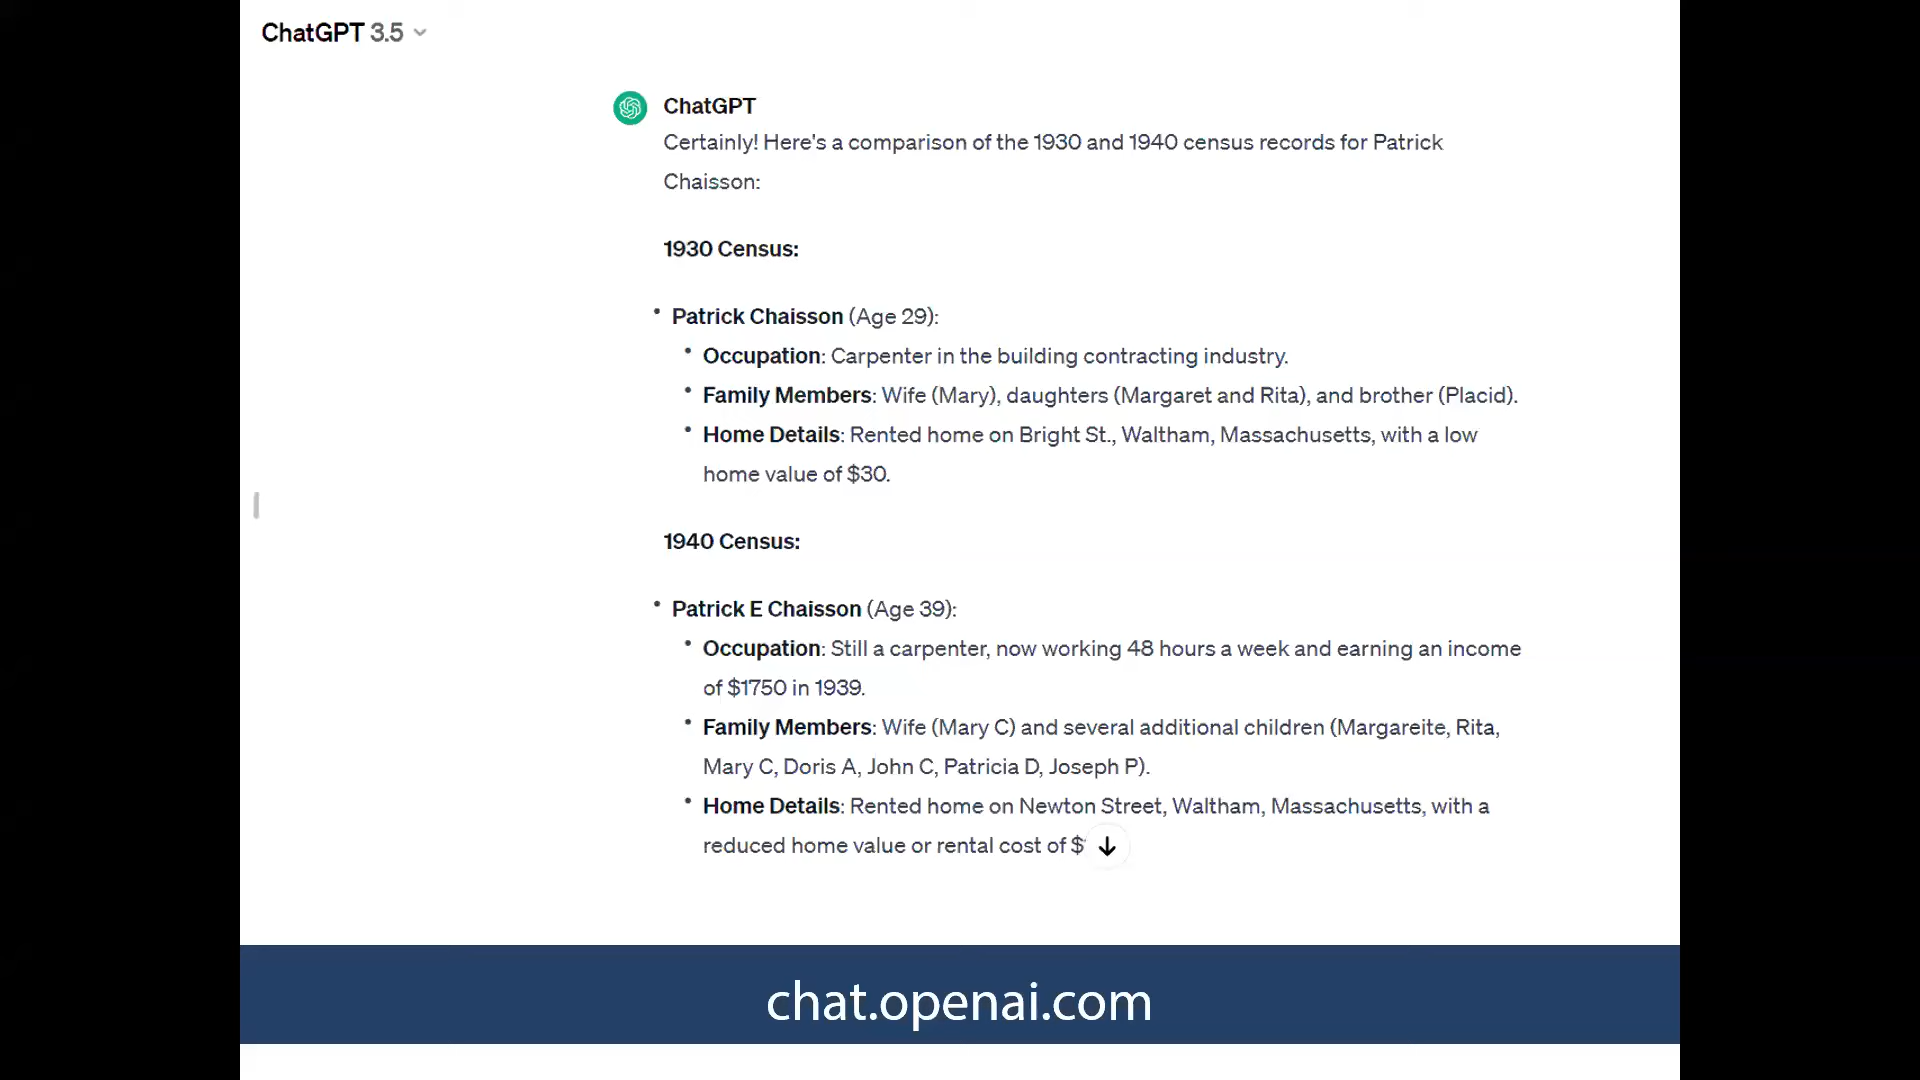 ChatGPT 3.5
ChatGPT
Certainly! Here's a comparison of the 1930 and 1940 census records for Patrick
Chaisson:
1930 Census:
• Patrick Chaisson (Age 29):
• Occupation: Carpenter in the building contracting industry.
• Family Members: Wife (Mary), daughters (Margaret and Rita), and brother (Placid).
• Home Details: Rented home on Bright St., Waltham, Massachusetts, with a low
home value of $30.
1940 Census:
• Patrick E Chaisson (Age 39):
• Occupation: Still a carpenter, now working 48 hours a week and earning an income
of $1750 in 1939.
• Family Members: Wife (Mary C) and several additional children (Margareite, Rita,
Mary C, Doris A, John C, Patricia D, Joseph P).
• Home Details: Rented home on Newton Street, Waltham, Massachusetts, with a
reduced home value or rental cost of $
chat.openai.com